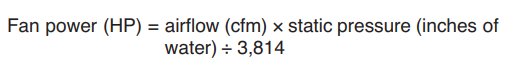 Fan power (HP) = airflow (cfm) × static pressure (inches of
water) ÷ 3,814